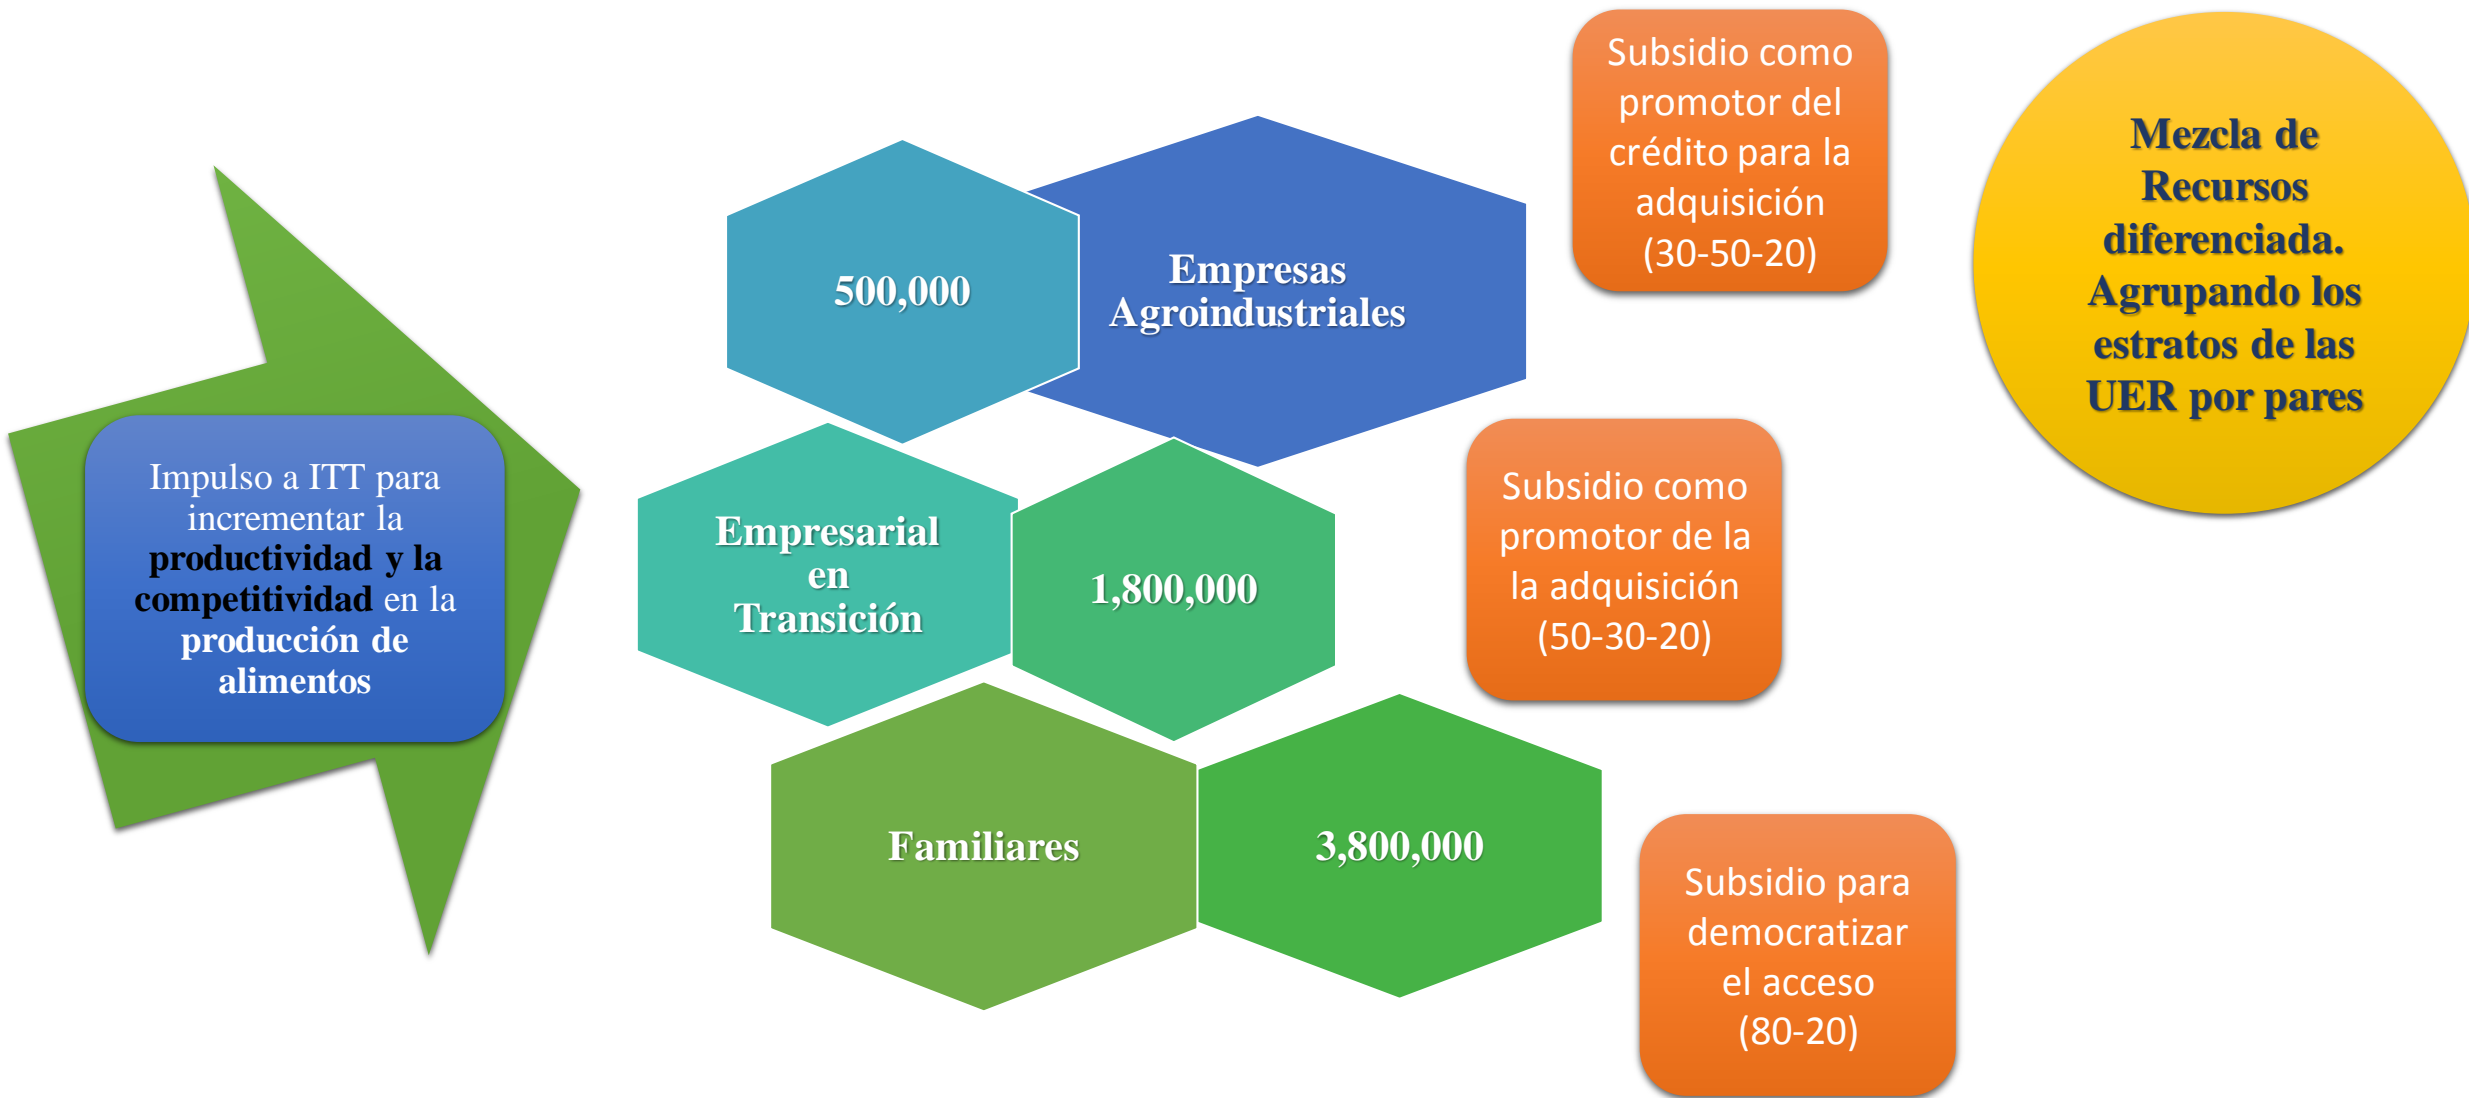 Impulso a ITT para
incrementar la
productividad y la
competitividad en la
producción de
alimentos
500,000
Empresas
Agroindustriales
Empresarial
en
Transición
1,800,000
Familiares
3,800,000
Subsidio como
promotor del
crédito para la
adquisición
(30-50-20)
Subsidio como
promotor de la
la adquisición
(50-30-20)
Subsidio para
democratizar
el acceso
(80-20)
Mezcla de
Recursos
diferenciada.
Agrupando los
estratos de las
UER por pares